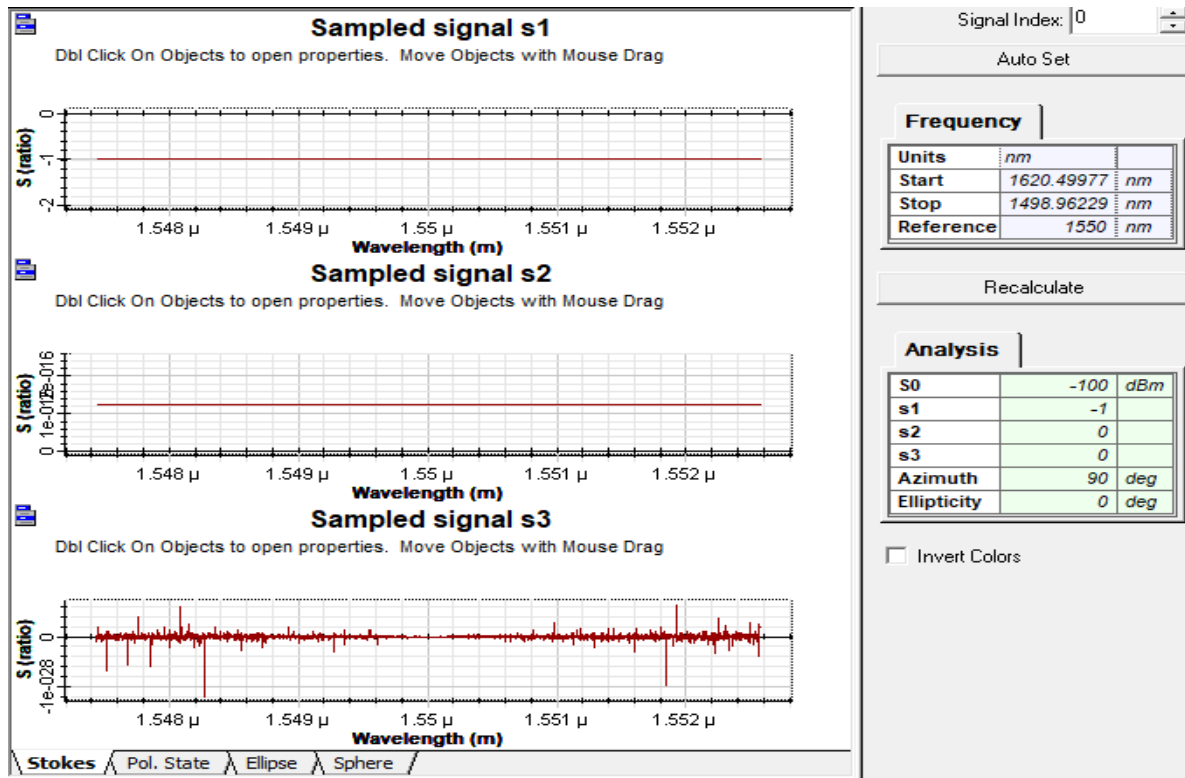 Sampled signal s1
Dbl Click On Objects to open properties. Move Objects with Mouse Drag
S (ratio)
0
-1
-2
1.548 µ 1.549 µ 1.55 µ 1.551 µ 1.552 µ
Wavelength (m)
Sampled signal s2
Dbl Click On Objects to open properties. Move Objects with Mouse Drag
S (ratio)
0
1.548 µ 1.549 µ 1.55 µ 1.551 µ 1.552 µ
Wavelength (m)
Sampled signal s3
Dbl Click On Objects to open properties. Move Objects with Mouse Drag
S (ratio)
0
-1e-028
1.548 µ 1.549 µ 1.55 µ 1.551 µ 1.552 µ
Wavelength (m)
Stokes Pol. State Ellipse Sphere
Signal Index: 0
Auto Set
Frequency
Units nm
Start 1620.49977 nm
Stop 1498.96229 nm
Reference 1550 nm
Recalculate
Analysis
S0 -100 dBm
s1 -1
s2 0
s3 0
Azimuth 90 deg
Ellipticity 0 deg
Invert Colors